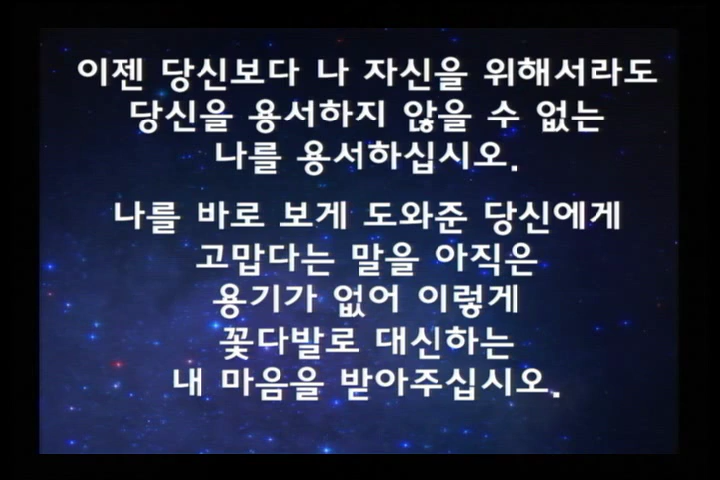 이젠 당신보다 나 자신을 위해서라도
당신을 용서하지 않을 수 없는
나를 용서하십시오.
나를 바로 보게 도와준 당신에게
고맙다는 말을 아직은
용기가 없어 이렇게
꽃다발로 대신하는
내 마음을 받아주십시오.